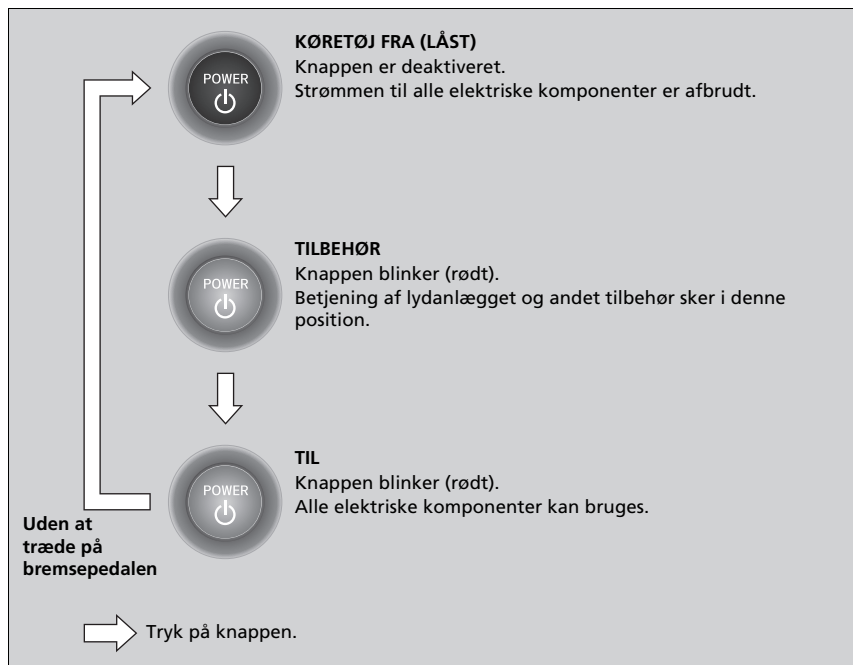 KØRETØJ FRA (LÅST)
Knappen er deaktiveret.
Strømmen til alle elektriske komponenter er afbrudt.
POWER
TILBEHØR
Knappen blinker (rødt).
Betjening af lydanlægget og andet tilbehør sker i denne
position.
POWER
TIL
Knappen blinker (rødt).
Alle elektriske komponenter kan bruges.
POWER
Uden at
træde på
bremsepedalen
Tryk på knappen.